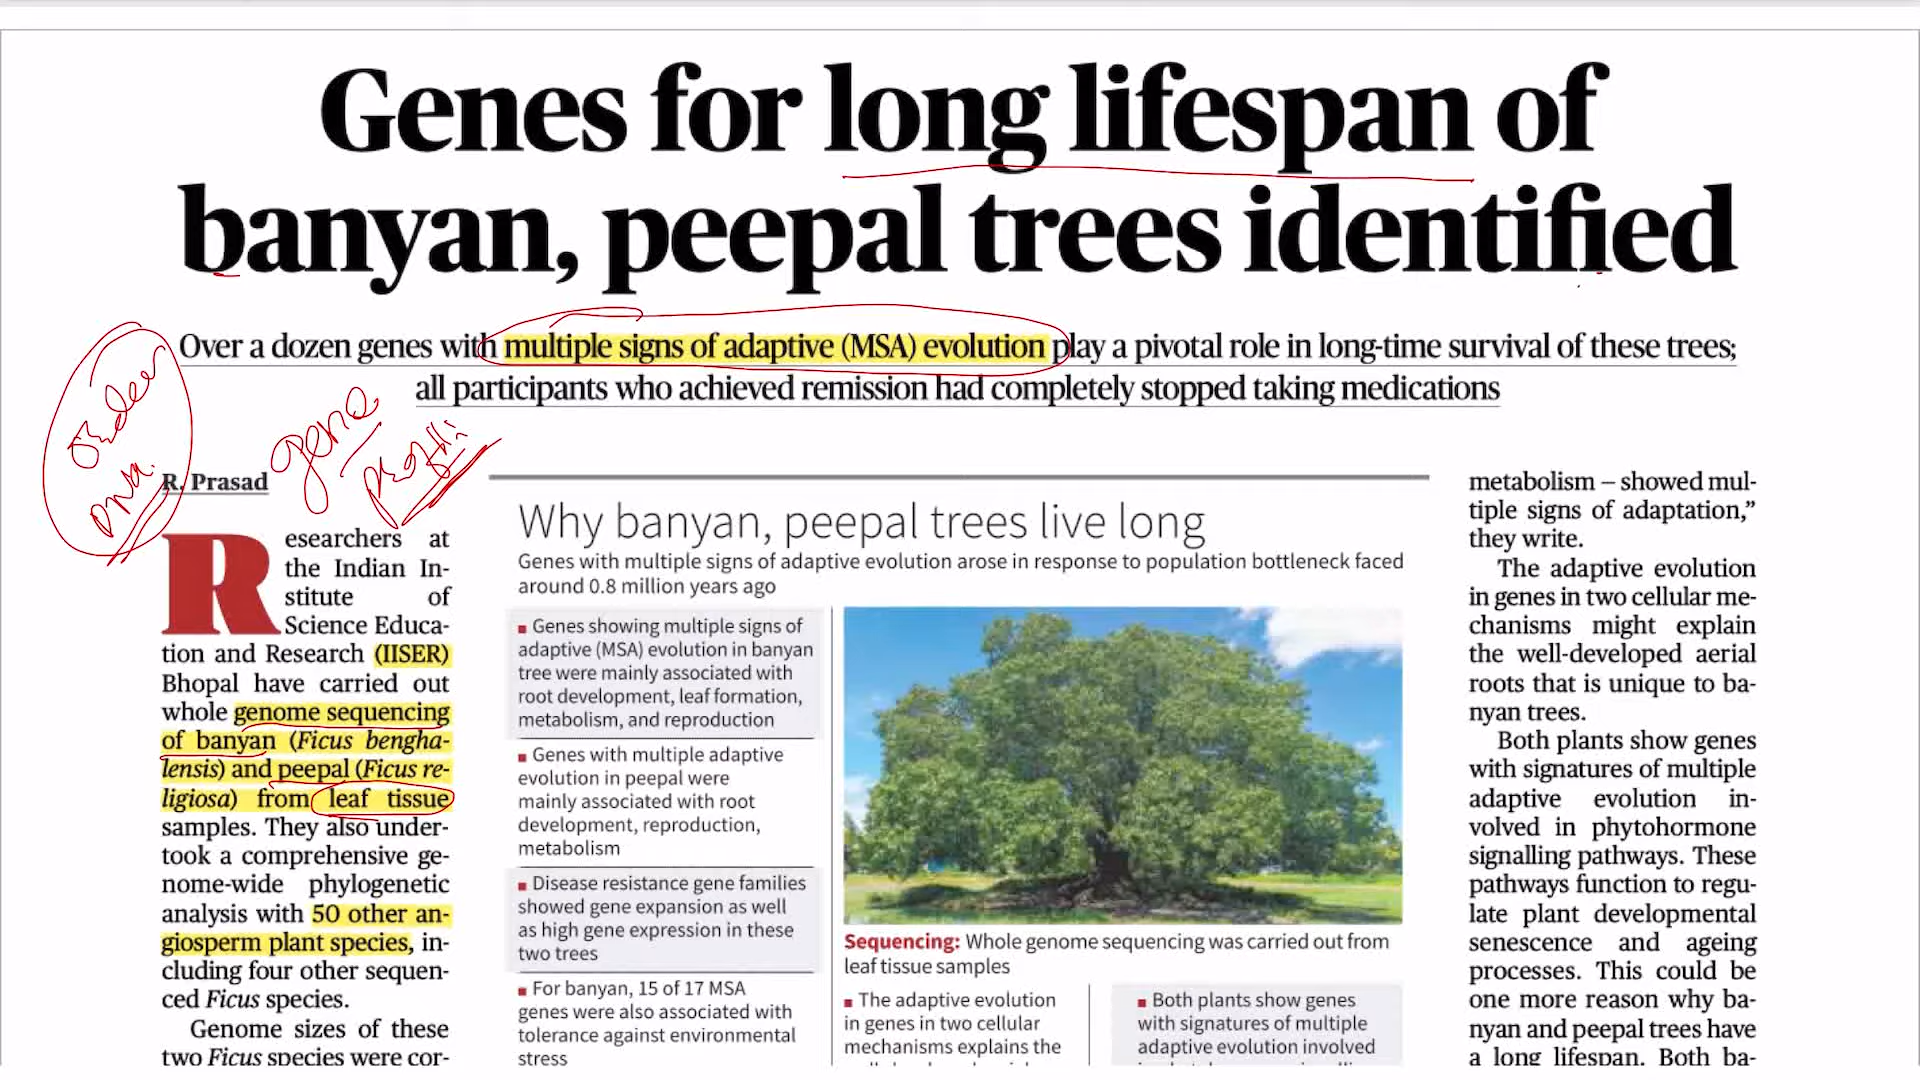 Genes for long lifespan of
banyan, peepal trees identified
Over a dozen genes with multiple signs of adaptive (MSA) evolution play a pivotal role in long-time survival of these trees;
all participants who achieved remission had completely stopped taking medications
gene
DNA.
R. Prasad
Researchers at
the Indian In-
stitute of
Science Educa-
tion and Research (IISER)
Bhopal have carried out
whole genome sequencing
of banyan (Ficus bengha-
lensis) and peepal (Ficus re-
ligiosa) from leaf tissue
samples. They also under-
took a comprehensive ge-
nome-wide phylogenetic
analysis with 50 other an-
giosperm plant species, in-
cluding four other sequen-
ced Ficus species.
Genome sizes of these
two Ficus species were cor-
Why banyan, peepal trees live long
Genes with multiple signs of adaptive evolution arose in response to population bottleneck faced
around 0.8 million years ago
Genes showing multiple signs of
adaptive (MSA) evolution in banyan
tree were mainly associated with
root development, leaf formation,
metabolism, and reproduction
Genes with multiple adaptive
evolution in peepal were
mainly associated with root
development, reproduction,
metabolism
Disease resistance gene families
showed gene expansion as well
as high gene expression in these
two trees
For banyan, 15 of 17 MSA
genes were also associated with
tolerance against environmental
stress
Sequencing: Whole genome sequencing was carried out from
leaf tissue samples
The adaptive evolution
in genes in two cellular
mechanisms explains the
Both plants show genes
with signatures of multiple
adaptive evolution involved
metabolism – showed mul-
tiple signs of adaptation,”
they write.
The adaptive evolution
in genes in two cellular me-
chanisms might explain
the well-developed aerial
roots that is unique to ba-
nyan trees.
Both plants show genes
with signatures of multiple
adaptive evolution in-
volved in phytohormone
signalling pathways. These
pathways function to regu-
late plant developmental
senescence and ageing
processes. This could be
one more reason why ba-
nyan and peepal trees have
a long lifespan. Both ba-